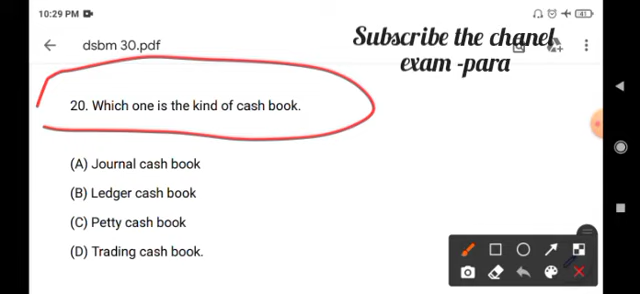 10:29 PM
41
dsbm 30.pdf
Subscribe the chanel
exam -para
20. Which one is the kind of cash book.
(A) Journal cash book
(B) Ledger cash book
(C) Petty cash book
(D) Trading cash book.